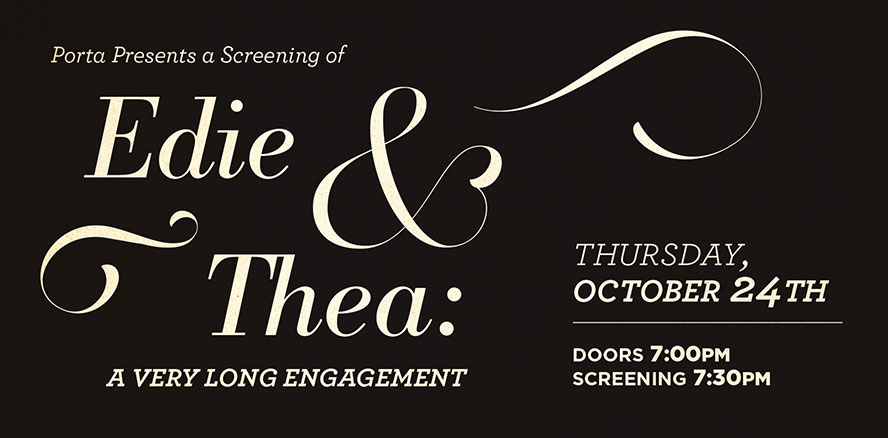 Porta Presents a Screening of
Edie
&
Thea:
A VERY LONG ENGAGEMENT
THURSDAY,
OCTOBER 24TH
DOORS 7:00PM
SCREENING 7:30PM